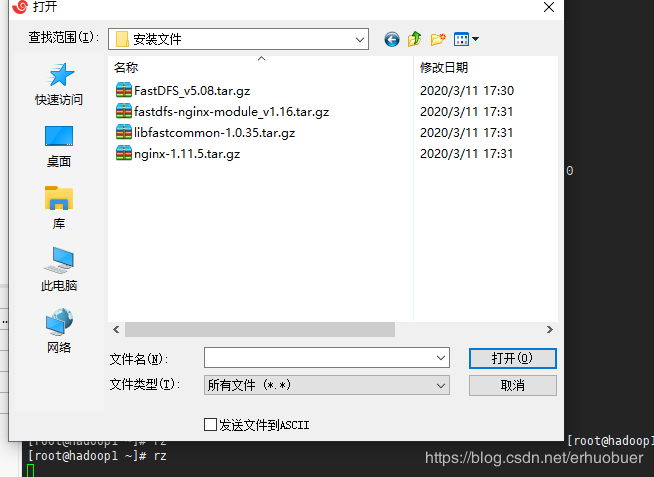 打开
查找范围(I): 安装文件
名称 修改日期
FastDFS_v5.08.tar.gz 2020/3/11 17:30
fastdfs-nginx-module_v1.16.tar.gz 2020/3/11 17:31
libfastcommon-1.0.35.tar.gz 2020/3/11 17:31
nginx-1.11.5.tar.gz 2020/3/11 17:31
快速访问
桌面
库
此电脑
网络
0
文件名(N): 打开(O)
文件类型(T): 所有文件 (*.*) 取消
发送文件到ASCII
[root@hadoop1 ~]# rz [root@hadoop1
[root@hadoop1 ~]# rz
https://blog.csdn.net/erhuobuer